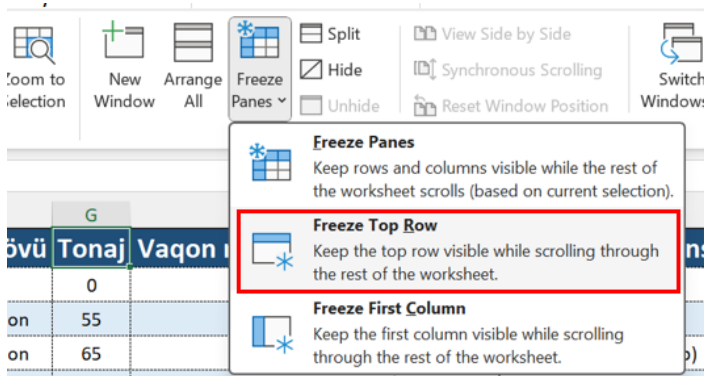 Split
View Side by Side
Hide
Synchronous Scrolling
Zoom to
Selection
New
Window
Arrange
All
Freeze
Panes
Unhide
Reset Window Position
Switch
Windows
Freeze Panes
Keep rows and columns visible while the rest of
the worksheet scrolls (based on current selection).
Freeze Top Row
Keep the top row visible while scrolling through
the rest of the worksheet.
Freeze First Column
Keep the first column visible while scrolling
through the rest of the worksheet.
G
övü Tonaj Vaqon
0
on 55
on 65